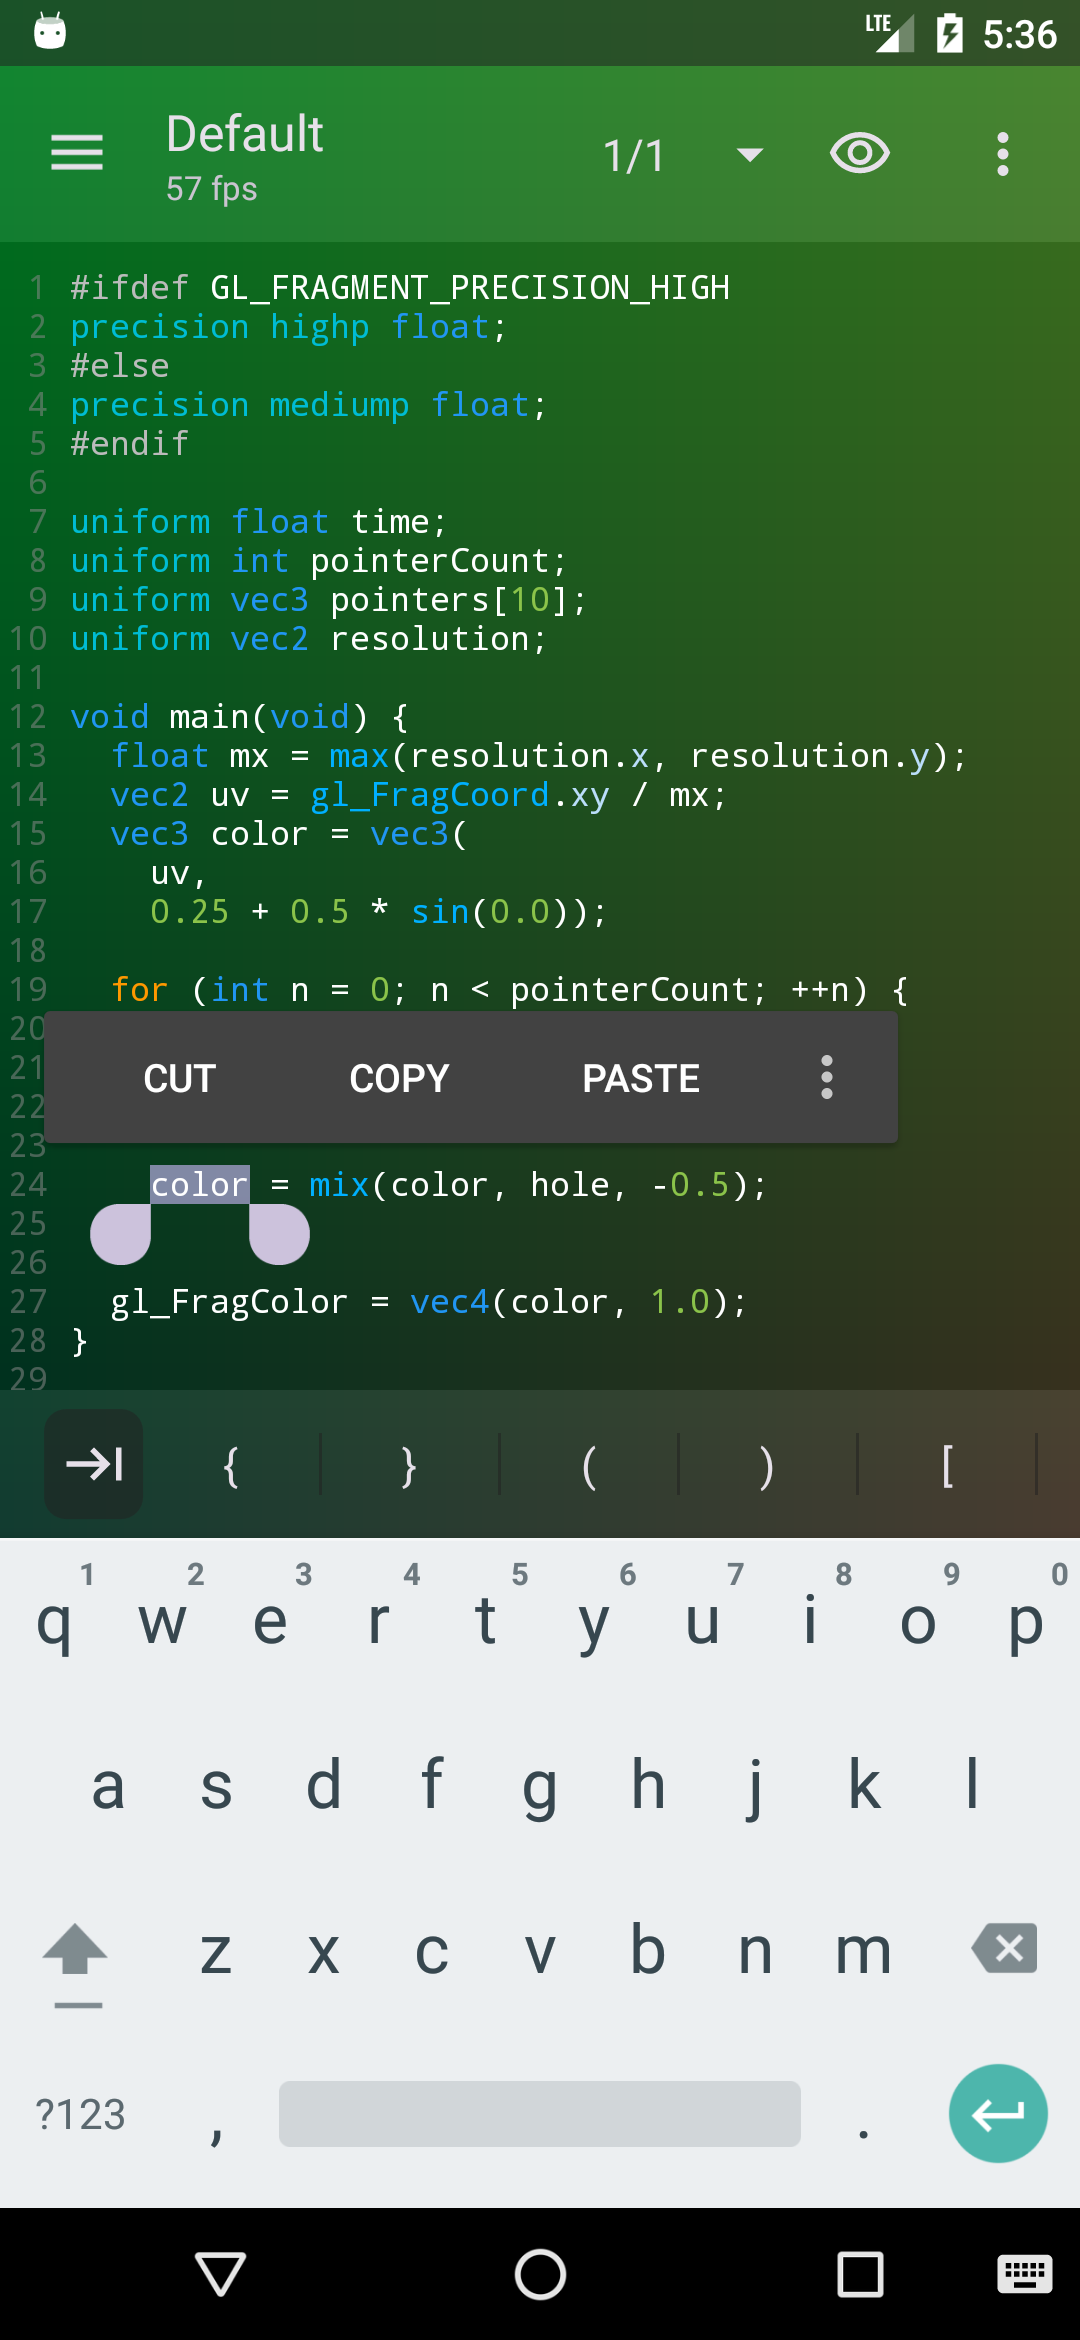 LTE 5:36
Default 1/1
57 fps
1 #ifdef GL_FRAGMENT_PRECISION_HIGH
2 precision highp float;
3 #else
4 precision mediump float;
5 #endif
6
7 uniform float time;
8 uniform int pointerCount;
9 uniform vec3 pointers[10];
10 uniform vec2 resolution;
11
12 void main(void) {
13 float mx = max(resolution.x, resolution.y);
14 vec2 uv = gl_FragCoord.xy / mx;
15 vec3 color = vec3(
16 uv,
17 0.25 + 0.5 * sin(0.0));
18
19 for (int n = 0; n < pointerCount; ++n) {
20
21
22
CUT COPY PASTE
23
24 color = mix(color, hole, -0.5);
25
26
27 gl_FragColor = vec4(color, 1.0);
28 }
29
{ } ( ) [
1 2 3 4 5 6 7 8 9 0
q w e r t y u i o p
a s d f g h j k l
z x c v b n m
?123 , .